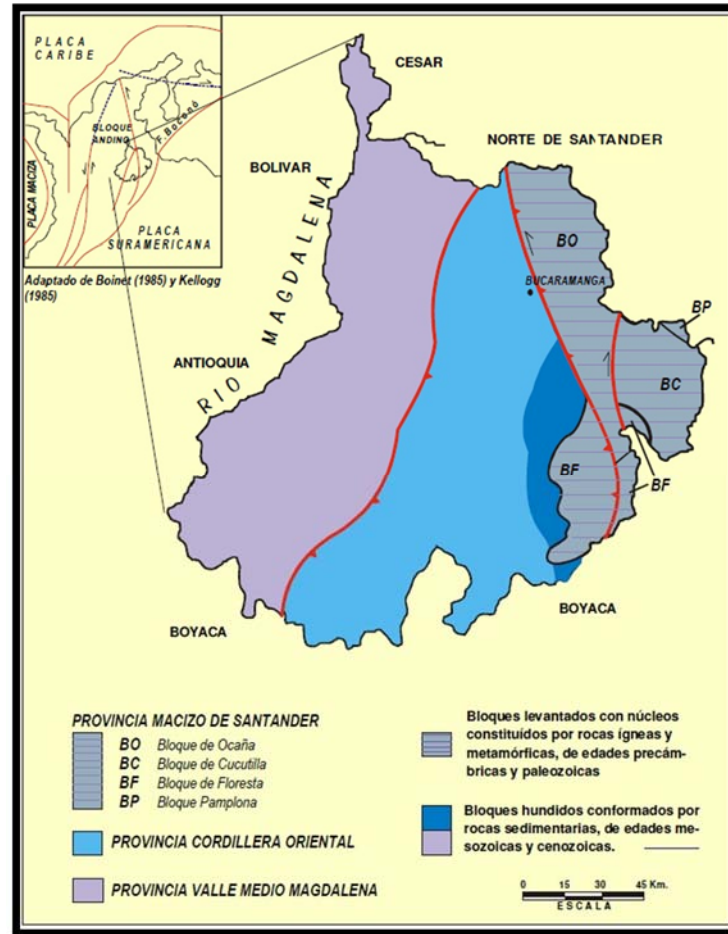 PLACA
CARIBE
BLOQUE
ANDINO
F. Boconó
PLACA MACIZA
PLACA
SURAMERICANA
Adaptado de Boinet (1985) y Kellogg
(1985)
CESAR
NORTE DE SANTANDER
BOLIVAR
RIO MAGDALENA
ANTIOQUIA
BO
BUCARAMANGA
BP
BC
BF
BF
BOYACA
BOYACA
PROVINCIA MACIZO DE SANTANDER
BO Bloque de Ocaña
BC Bloque de Cucutilla
BF Bloque de Floresta
BP Bloque Pamplona
PROVINCIA CORDILLERA ORIENTAL
PROVINCIA VALLE MEDIO MAGDALENA
Bloques levantados con núcleos
constituídos por rocas ígneas y
metamórficas, de edades precám-
bricas y paleozoicas
Bloques hundidos conformados por
rocas sedimentarias, de edades me-
sozoicas y cenozoicas.
0 15 30 45 Km.
ESCALA